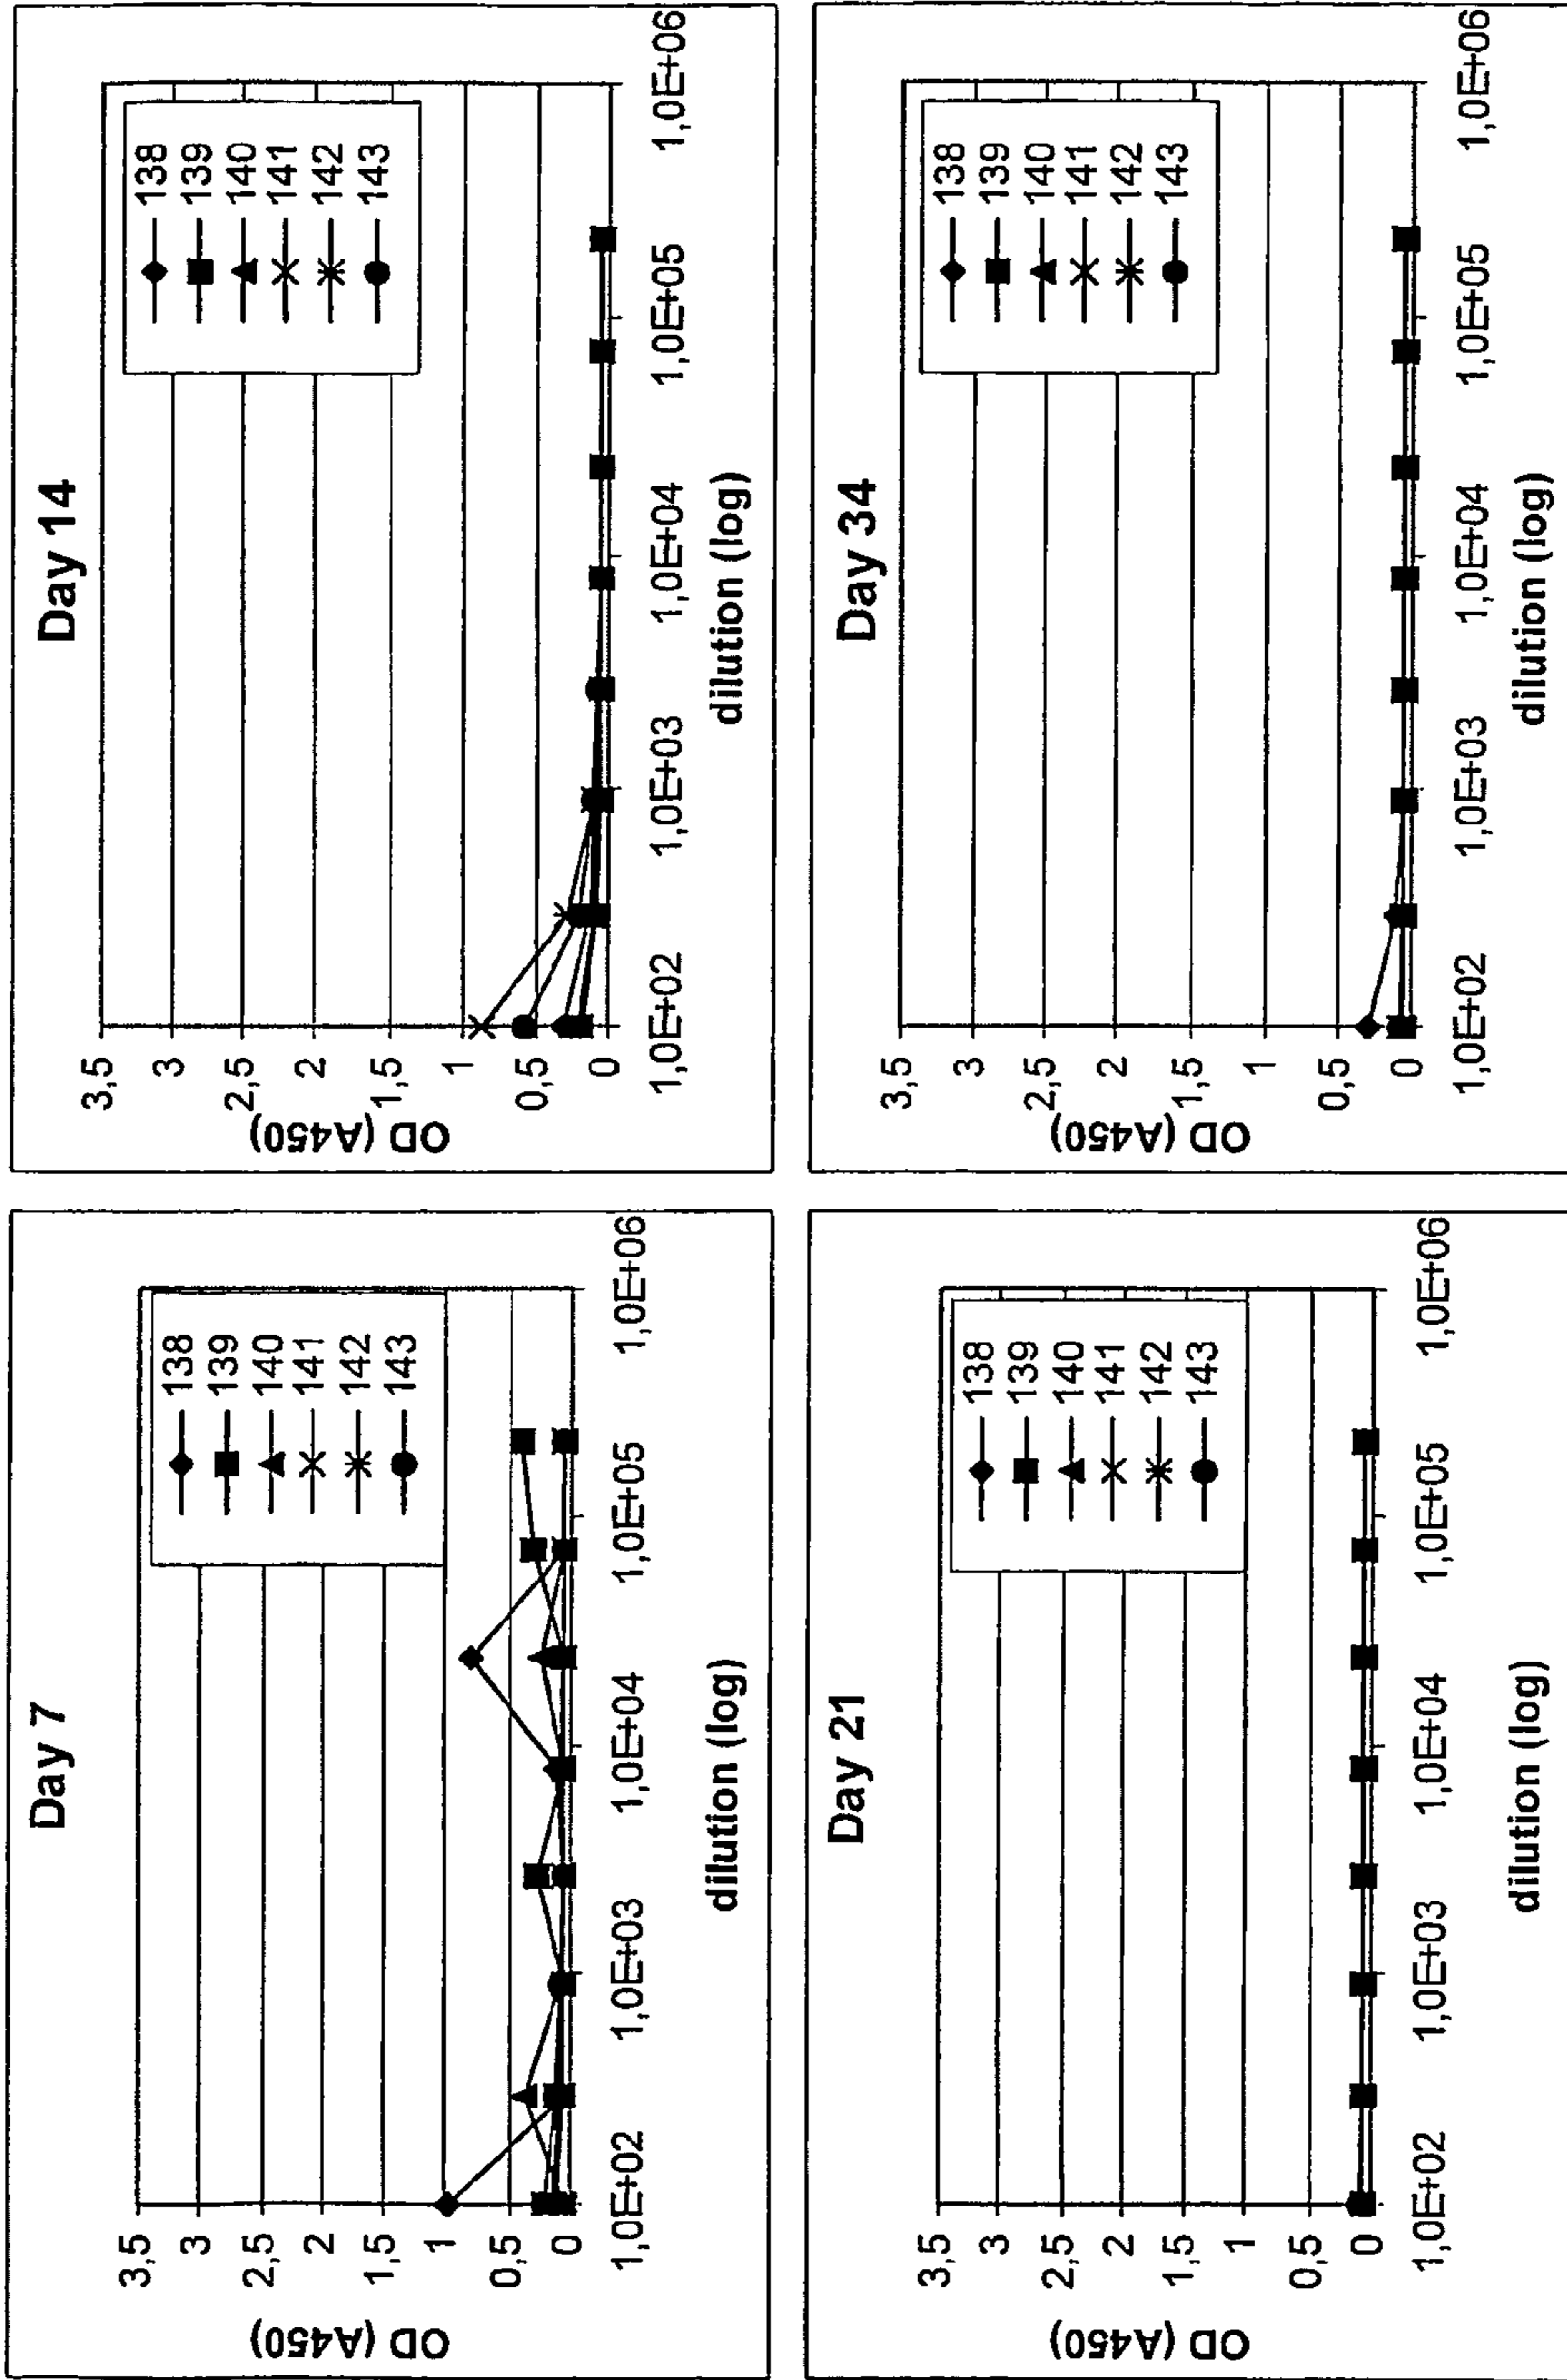 Day 7
OD (A450)
3,5
3
2,5
2
1,5
1
0,5
0
1,0E+02
1,0E+03
1,0E+04
1,0E+05
1,0E+06
dilution (log)
138
139
140
141
142
143
Day 14
OD (A450)
3,5
3
2,5
2
1,5
1
0,5
0
1,0E+02
1,0E+03
1,0E+04
1,0E+05
1,0E+06
dilution (log)
138
139
140
141
142
143
Day 21
OD (A450)
3,5
3
2,5
2
1,5
1
0,5
0
1,0E+02
1,0E+03
1,0E+04
1,0E+05
1,0E+06
dilution (log)
138
139
140
141
142
143
Day 34
OD (A450)
3,5
3
2,5
2
1,5
1
0,5
0
1,0E+02
1,0E+03
1,0E+04
1,0E+05
1,0E+06
dilution (log)
138
139
140
141
142
143